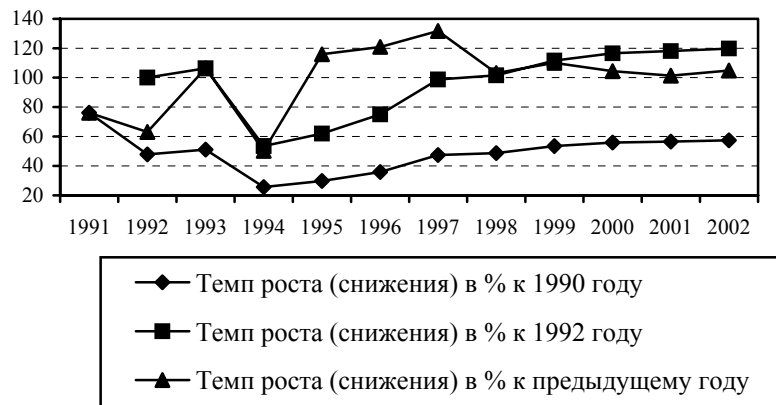 140
120
100
80
60
40
20
1991 1992 1993 1994 1995 1996 1997 1998 1999 2000 2001 2002
Темп роста (снижения) в % к 1990 году
Темп роста (снижения) в % к 1992 году
Темп роста (снижения) в % к предыдущему году